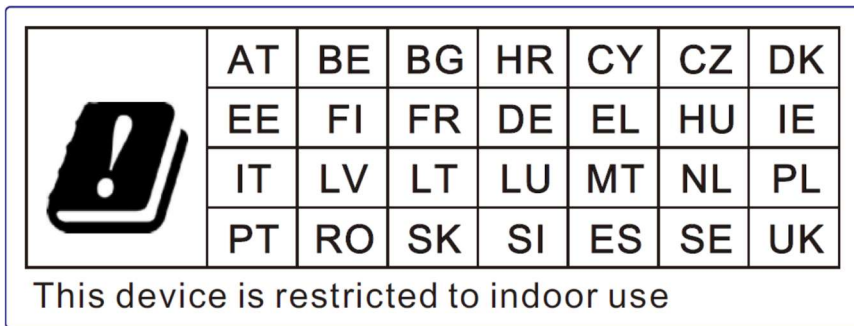 AT BE BG HR CY CZ DK
EE FI FR DE EL HU IE
IT LV LT LU MT NL PL
PT RO SK SI ES SE UK
This device is restricted to indoor use